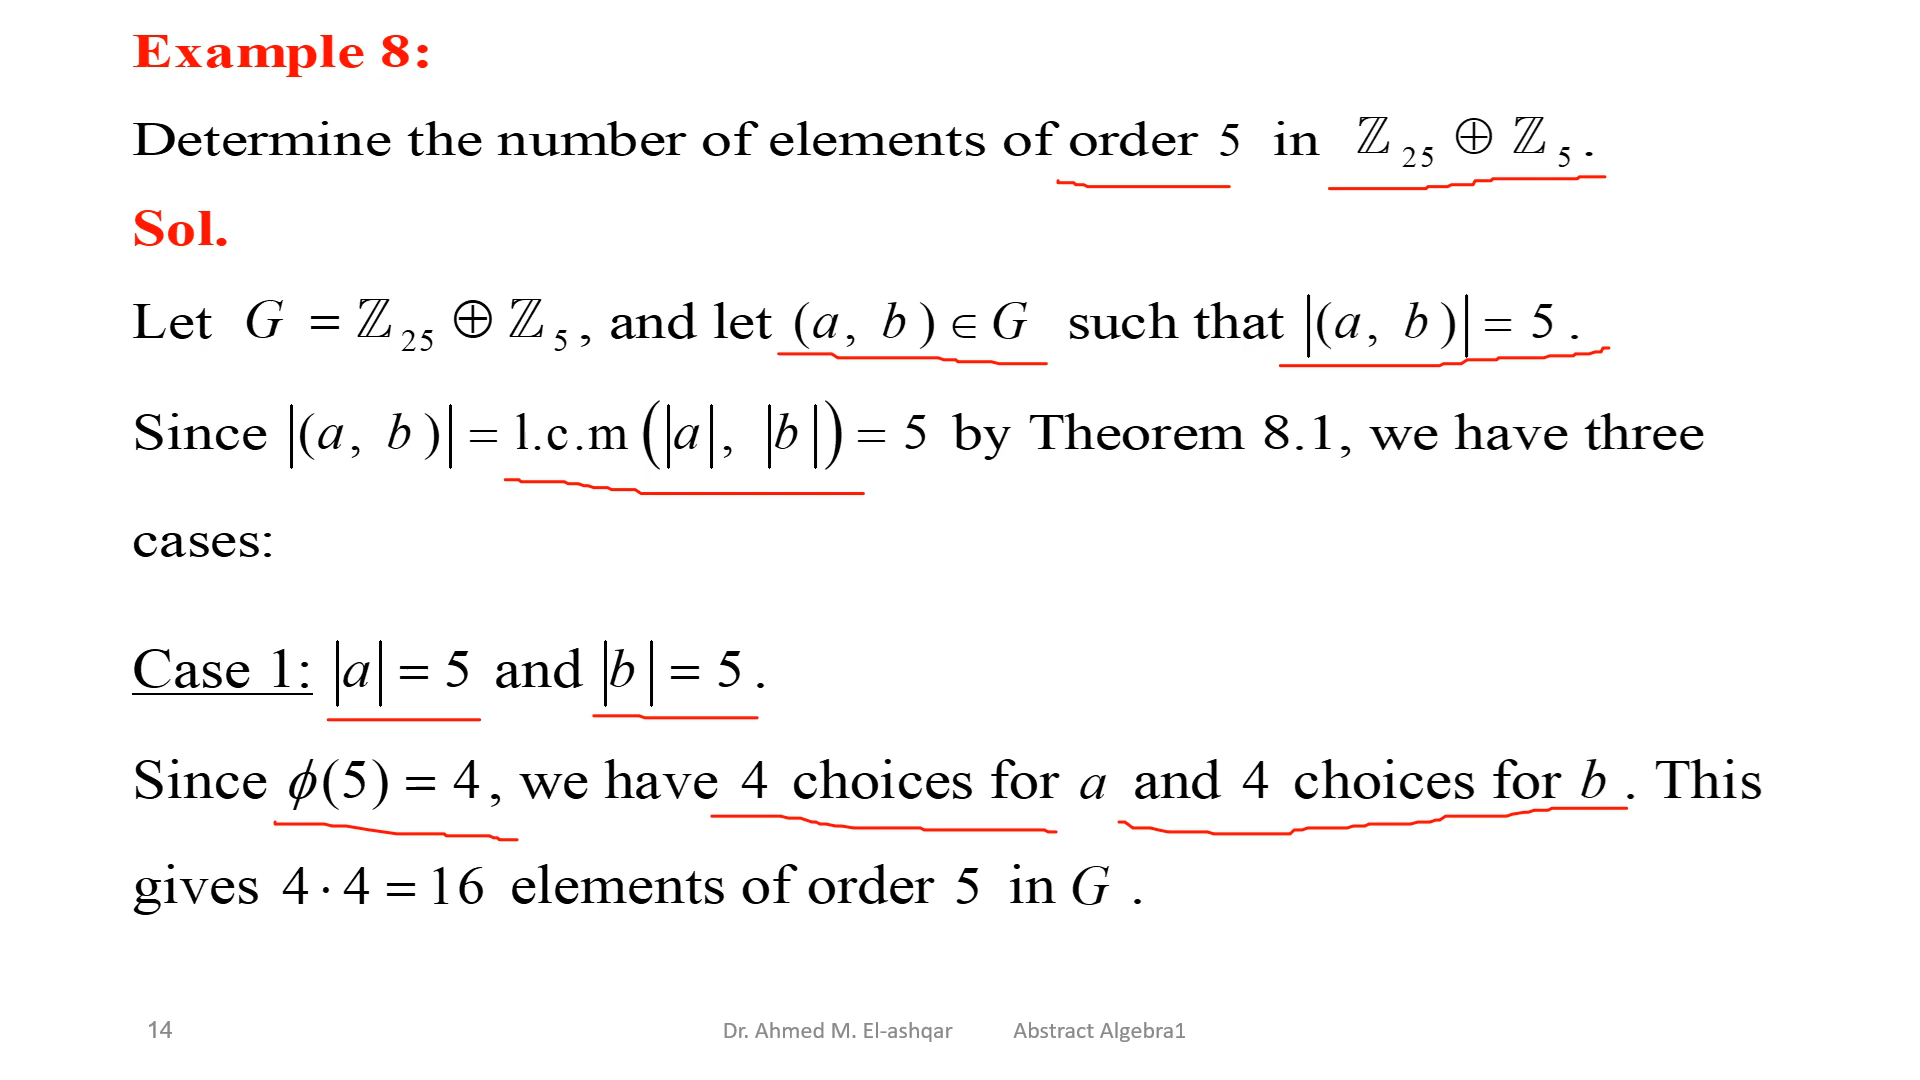 Example 8:
Determine the number of elements of order 5 in ℤ₂₅ ⊕ ℤ₅.
Sol.
Let G = ℤ₂₅ ⊕ ℤ₅, and let (a, b) ∈ G such that |(a, b)| = 5.
Since |(a, b)| = l.c.m(|a|, |b|) = 5 by Theorem 8.1, we have three
cases:
Case 1: |a| = 5 and |b| = 5.
Since ϕ(5) = 4, we have 4 choices for a and 4 choices for b. This
gives 4·4 = 16 elements of order 5 in G.
14 Dr. Ahmed M. El-ashqar Abstract Algebra1